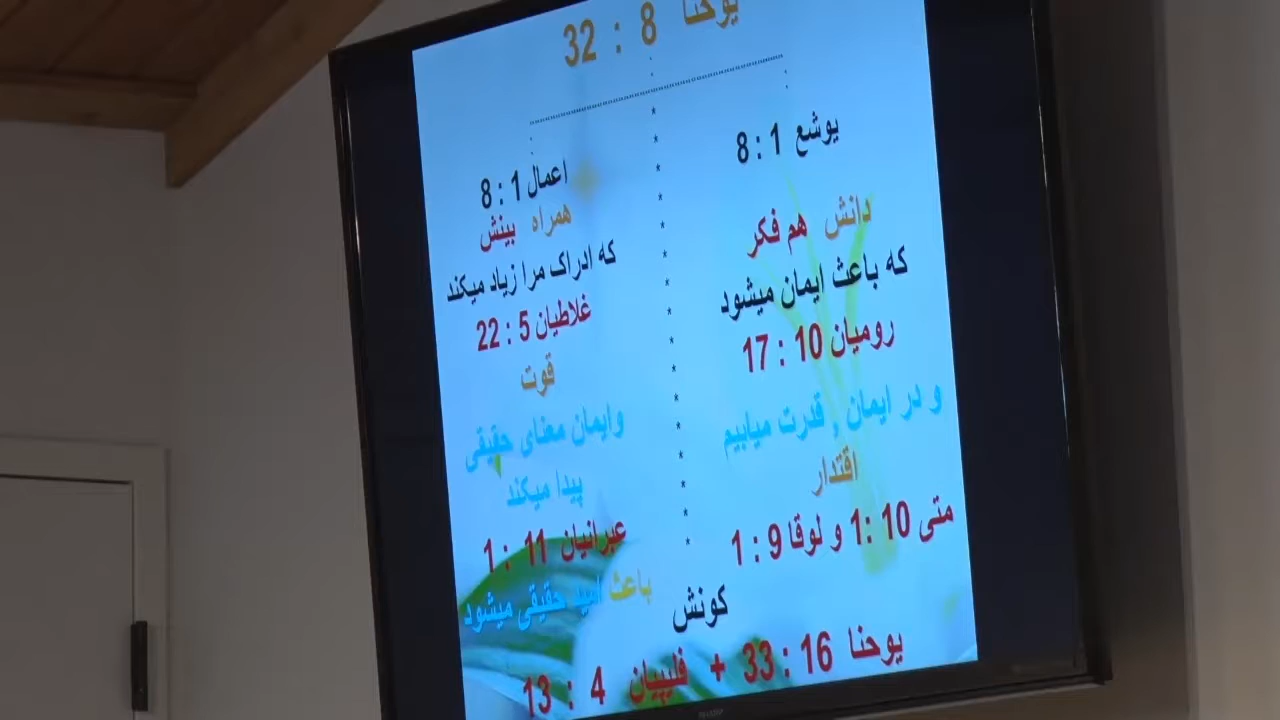 یوحنا 8 : 32
یوشع 1 : 8
دانش هم فکر
که باعث ایمان میشود
رومیان 10 : 17
و در ایمان , قدرت میابیم
اقتدار
متی 10 :1 و لوقا 9 : 1
اعمال 1 : 8
همراه بینش
که ادراک مرا زیاد میکند
غلاطیان 5 : 22
قوت
وایمان معنای حقیقی
پیدا میکند
عبرانیان 11 : 1
باعث امید حقیقی میشود
کونش
یوحنا 16 : 33 + فلیپیان 4 : 13